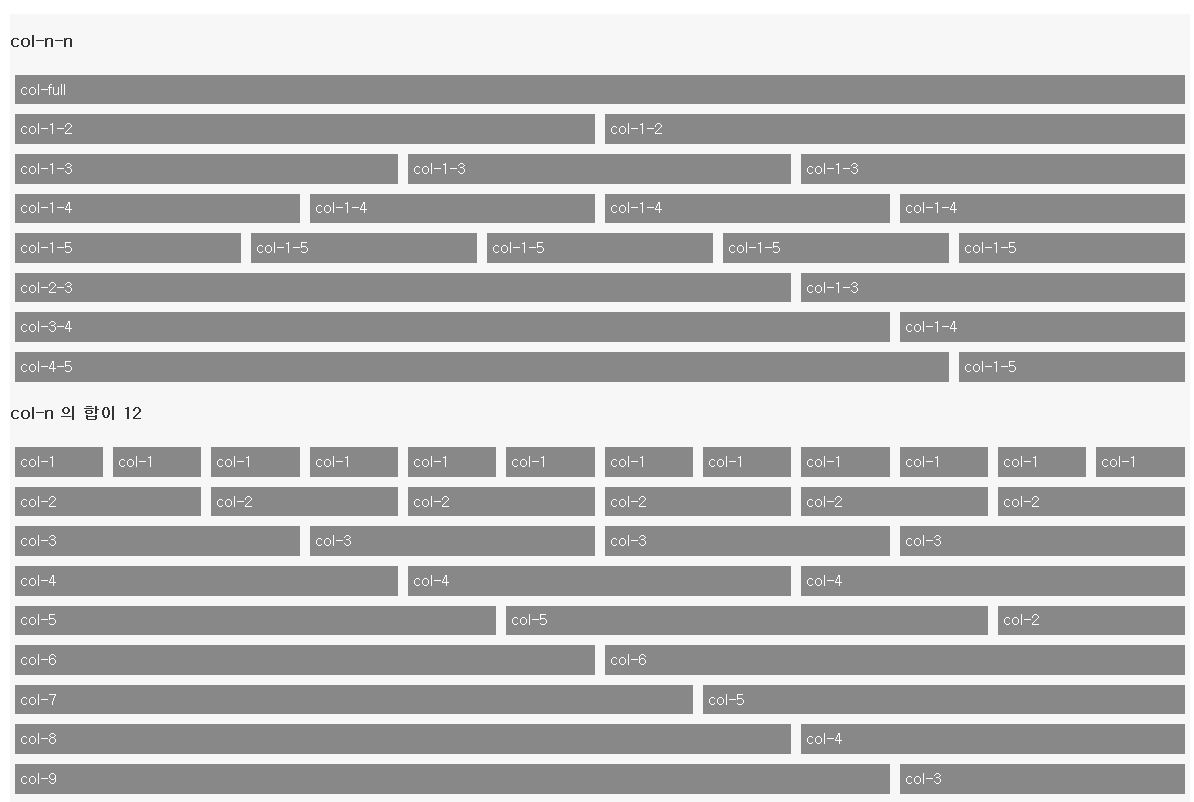 col-n-n
col-full
col-1-2 col-1-2
col-1-3 col-1-3 col-1-3
col-1-4 col-1-4 col-1-4 col-1-4
col-1-5 col-1-5 col-1-5 col-1-5 col-1-5
col-2-3 col-1-3
col-3-4 col-1-4
col-4-5 col-1-5
col-n 의 합이 12
col-1 col-1 col-1 col-1 col-1 col-1 col-1 col-1 col-1 col-1 col-1 col-1
col-2 col-2 col-2 col-2 col-2 col-2
col-3 col-3 col-3 col-3
col-4 col-4 col-4
col-5 col-5 col-2
col-6 col-6
col-7 col-5
col-8 col-4
col-9 col-3